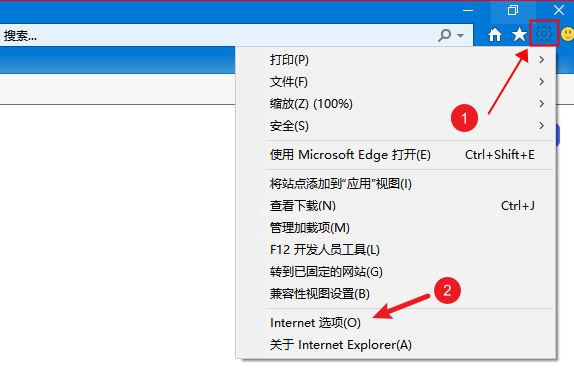 搜索...
打印(P)
文件(F)
缩放(Z) (100%)
1
安全(S)
使用 Microsoft Edge 打开(E) Ctrl+Shift+E
将站点添加到“应用”视图(I)
查看下载(N) Ctrl+J
管理加载项(M)
F12 开发人员工具(L)
转到已固定的网站(G)
兼容性视图设置(B)
2
Internet 选项(O)
关于 Internet Explorer(A)